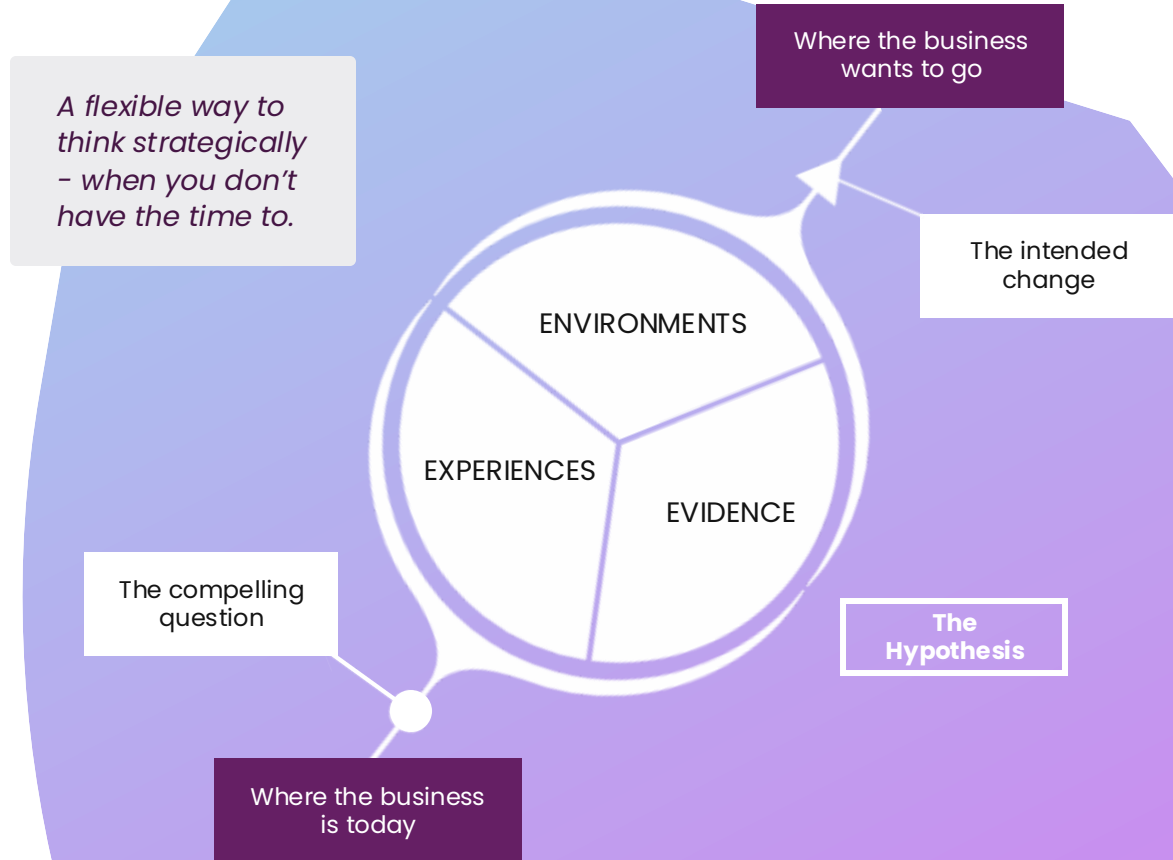 Where the business
wants to go
A flexible way to
think strategically
- when you don’t
have the time to.
The intended
change
ENVIRONMENTS
EXPERIENCES
EVIDENCE
The compelling
question
The
Hypothesis
Where the business
is today